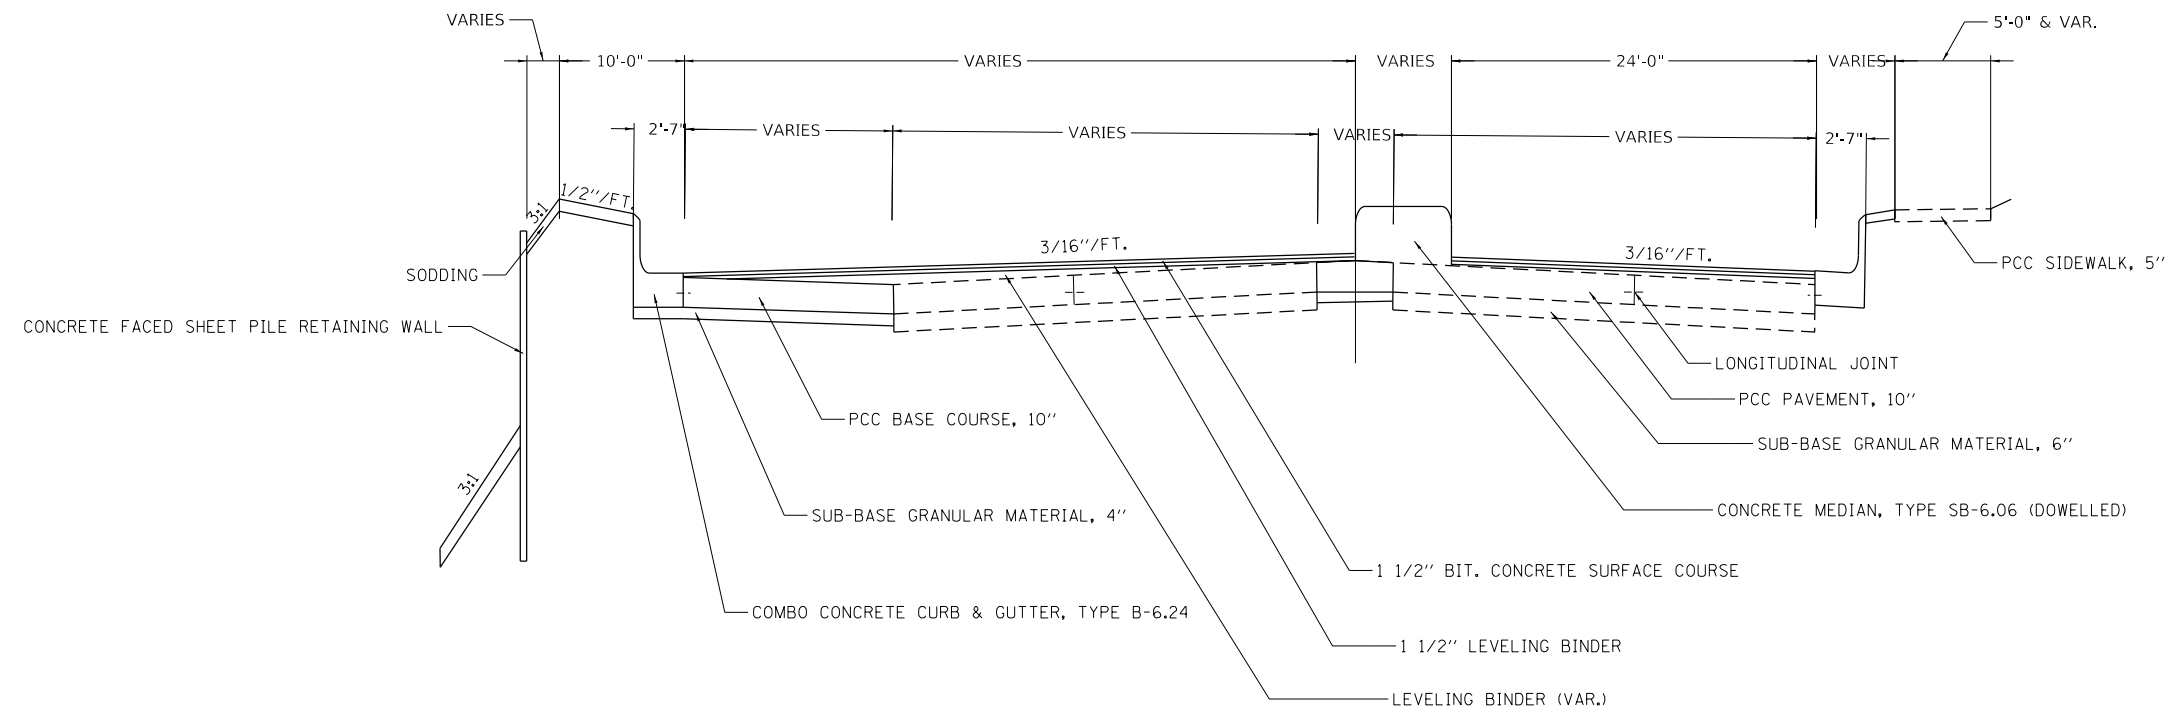 VARIES
5'-0" & VAR.
10'-0"
VARIES
VARIES
24'-0"
VARIES
2'-7"
VARIES
VARIES
VARIES
VARIES
2'-7"
3:1
1/2"/FT.
3/16"/FT.
3/16"/FT.
SODDING
PCC SIDEWALK, 5"
CONCRETE FACED SHEET PILE RETAINING WALL
LONGITUDINAL JOINT
PCC PAVEMENT, 10"
PCC BASE COURSE, 10"
SUB-BASE GRANULAR MATERIAL, 6"
3:1
SUB-BASE GRANULAR MATERIAL, 4"
CONCRETE MEDIAN, TYPE SB-6.06 (DOWELLED)
1 1/2" BIT. CONCRETE SURFACE COURSE
COMBO CONCRETE CURB & GUTTER, TYPE B-6.24
1 1/2" LEVELING BINDER
LEVELING BINDER (VAR.)